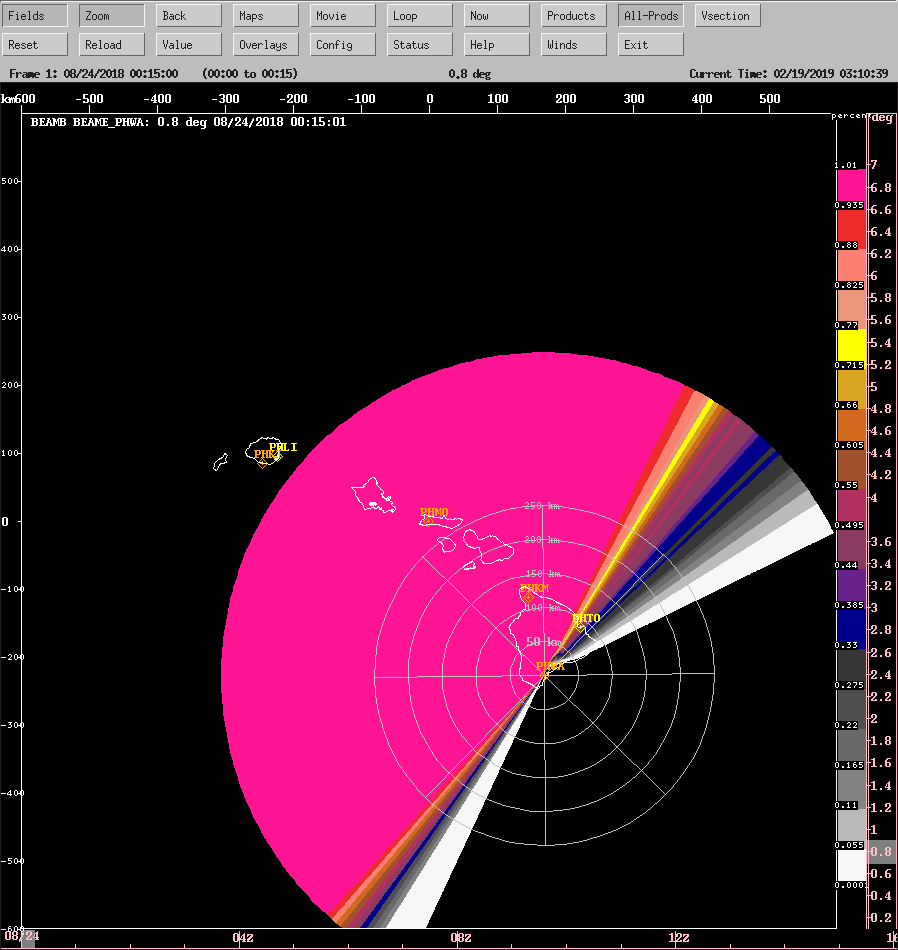 Fields Zoom Back Maps Movie Loop Now Products All-Prods Vsection
Reset Reload Value Overlays Config Status Help Winds Exit
Frame 1: 08/24/2018 00:15:00 (00:00 to 00:15) 0.8 deg Current Time: 02/19/2019 03:10:39
-500 -400 -300 -200 -100 0 100 200 300 400 500
BEAMB BEAME_PHWA: 0.8 deg 08/24/2018 00:15:01
percent deg
1.01 7
6.8
500
0.935 6.6
6.4
0.88
400 6.2
6
0.825
300 5.8
5.6
0.77
5.4
0.715 5.2
200 5
0.66 4.8
4.6
0.605
100 PHLI 4.4
4.2
0.55
4
0 PHMO 250 km
0.495
200 km 3.6
0.44 3.4
-100 150 km
PHKM 3.2
0.385 3
100 km
PHTO 2.8
0.33
50 km 2.6
-200
2.4
0.275
2.2
-300 0.22 2
1.8
0.165 1.6
-400 1.4
0.11 1.2
1
0.055 0.8
-500
0.6
0.0001
0.4
0.2
08/24 04Z 08Z 12Z